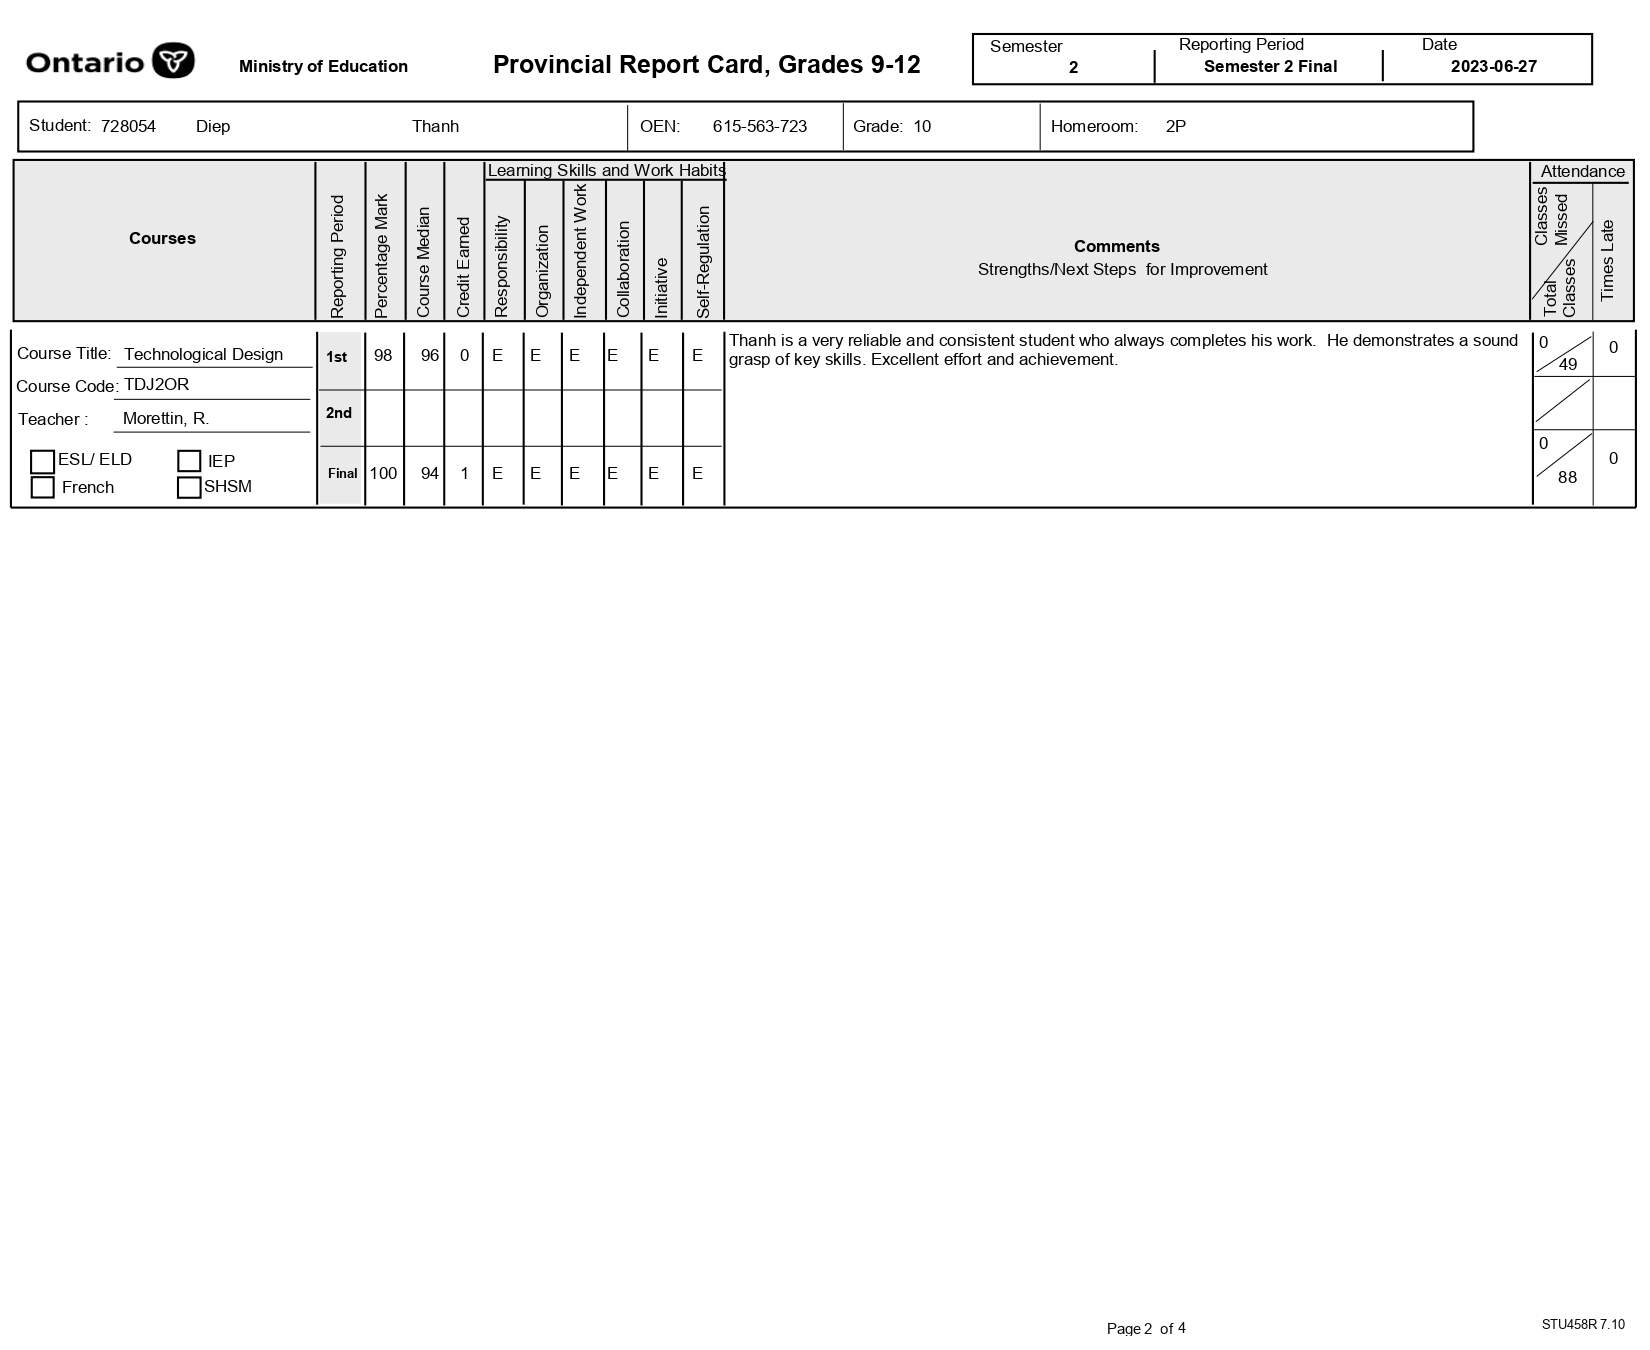 Ontario
Ministry of Education
Provincial Report Card, Grades 9-12
Semester Reporting Period Date
2 Semester 2 Final 2023-06-27
Student: 728054 Diep Thanh OEN: 615-563-723 Grade: 10 Homeroom: 2P
Courses
Reporting Period
Percentage Mark
Course Median
Credit Earned
Learning Skills and Work Habits
Responsibility
Organization
Independent Work
Collaboration
Initiative
Self-Regulation
Comments
Strengths/Next Steps for Improvement
Attendance
Classes
Missed
Total
Classes
Times Late
Course Title: Technological Design
Course Code: TDJ2OR
Teacher : Morettin, R.
ESL/ ELD IEP
French SHSM
1st 98 96 0 E E E E E E
2nd
Final 100 94 1 E E E E E E
Thanh is a very reliable and consistent student who always completes his work. He demonstrates a sound
grasp of key skills. Excellent effort and achievement.
0 49 0
0 88 0
Page 2 of 4
STU458R 7.10